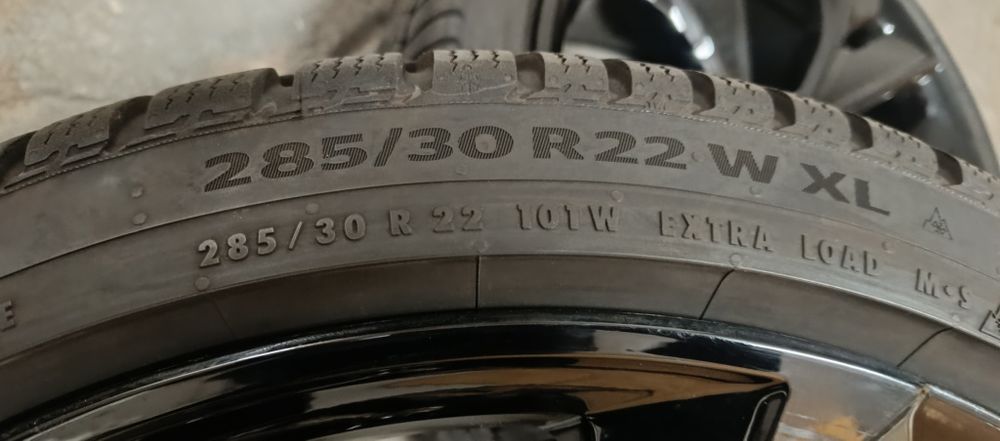 285/30 R22 W XL
285/30 R 22 101W EXTRA LOAD M•S
E